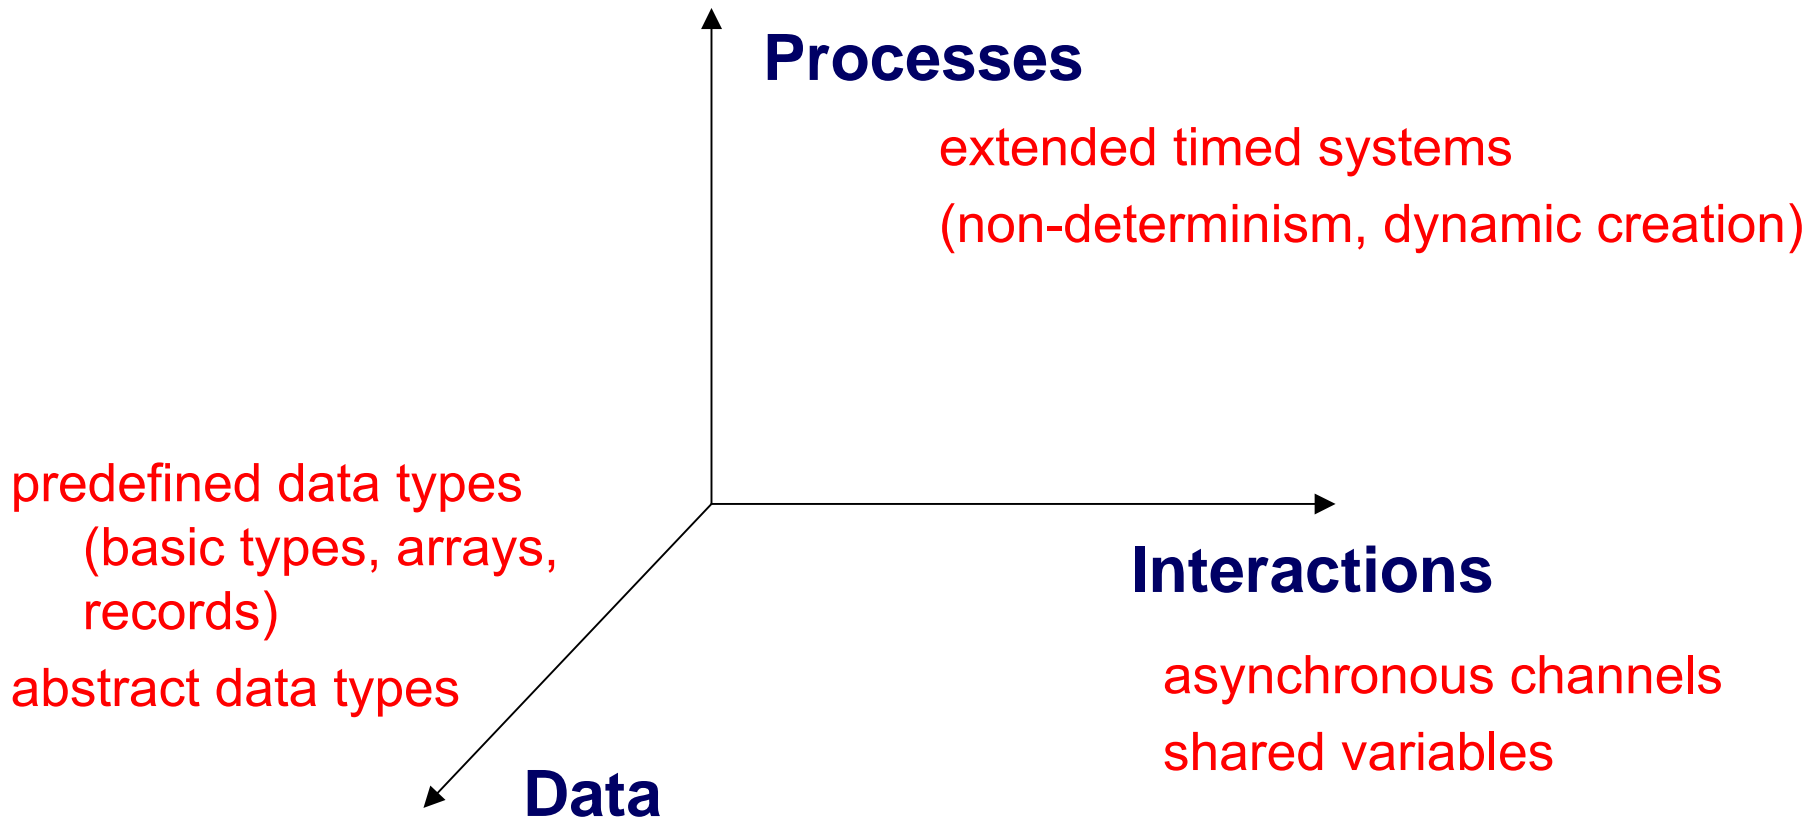 Processes
extended timed systems
(non-determinism, dynamic creation)
predefined data types
(basic types, arrays,
records)
abstract data types
Interactions
asynchronous channels
shared variables
Data